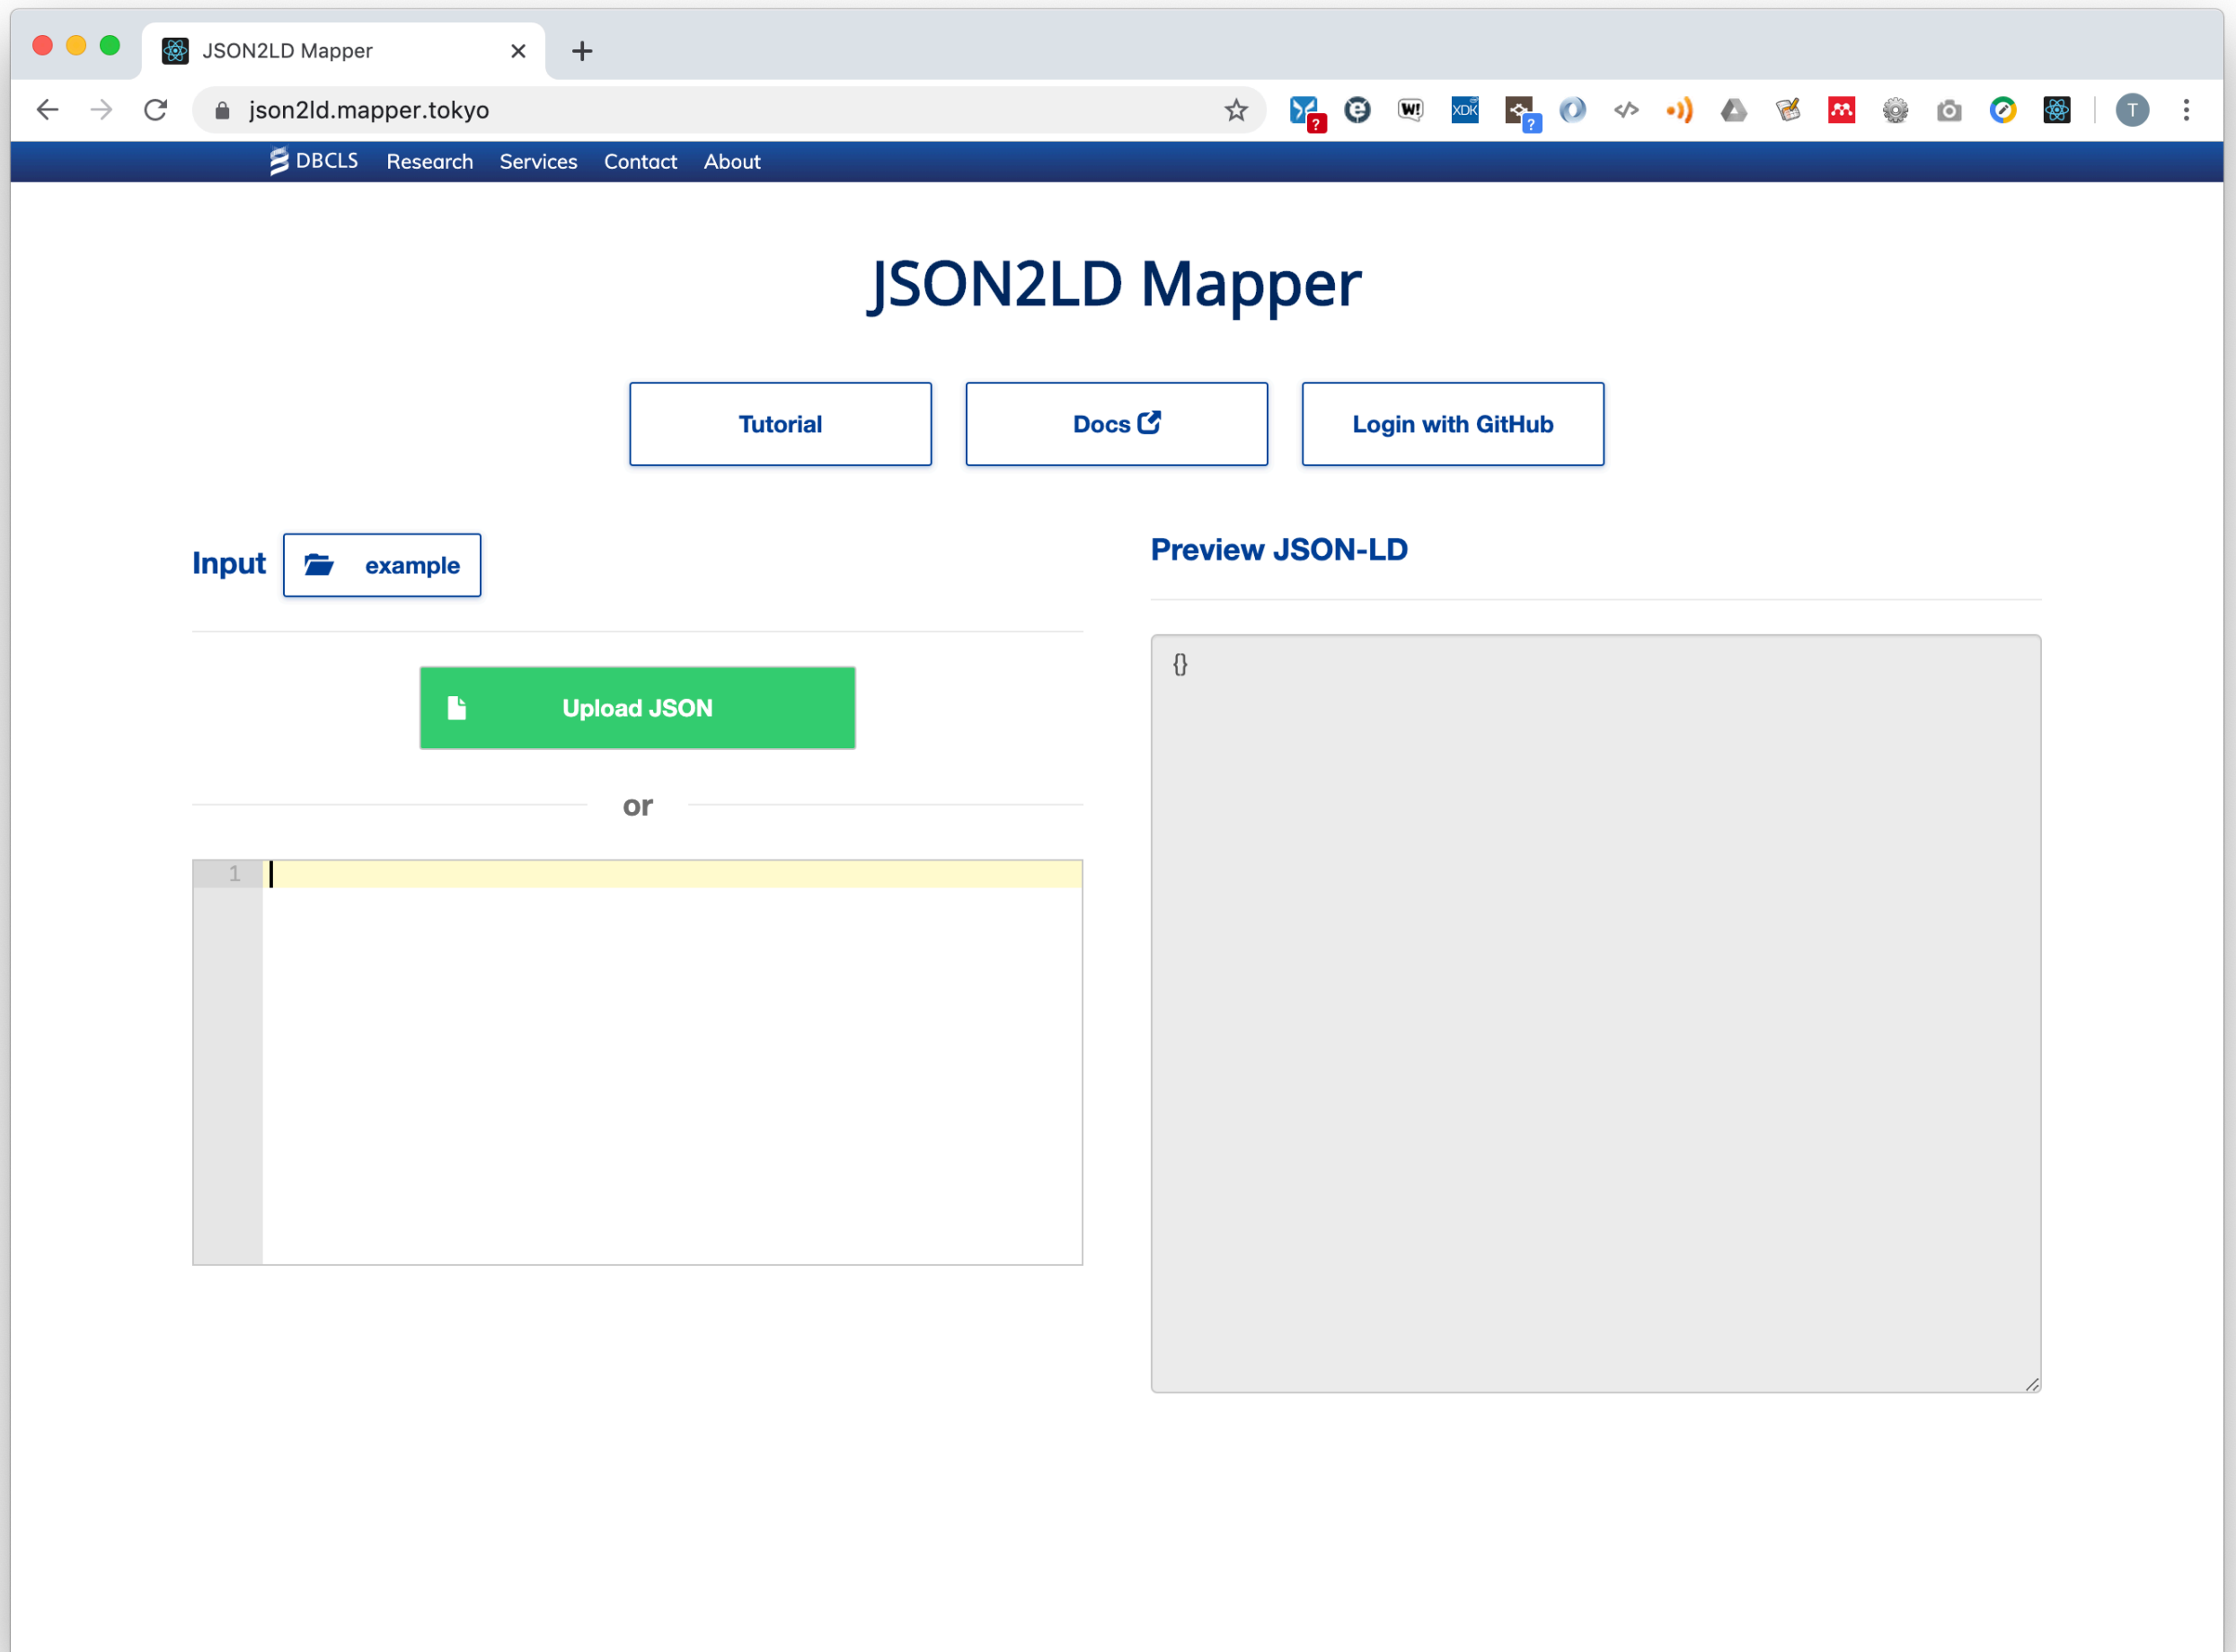 JSON2LD Mapper
json2ld.mapper.tokyo
? W! XDK ? T
DBCLS Research Services Contact About
JSON2LD Mapper
Tutorial Docs Login with GitHub
Input example
Preview JSON-LD
Upload JSON
{}
or
1